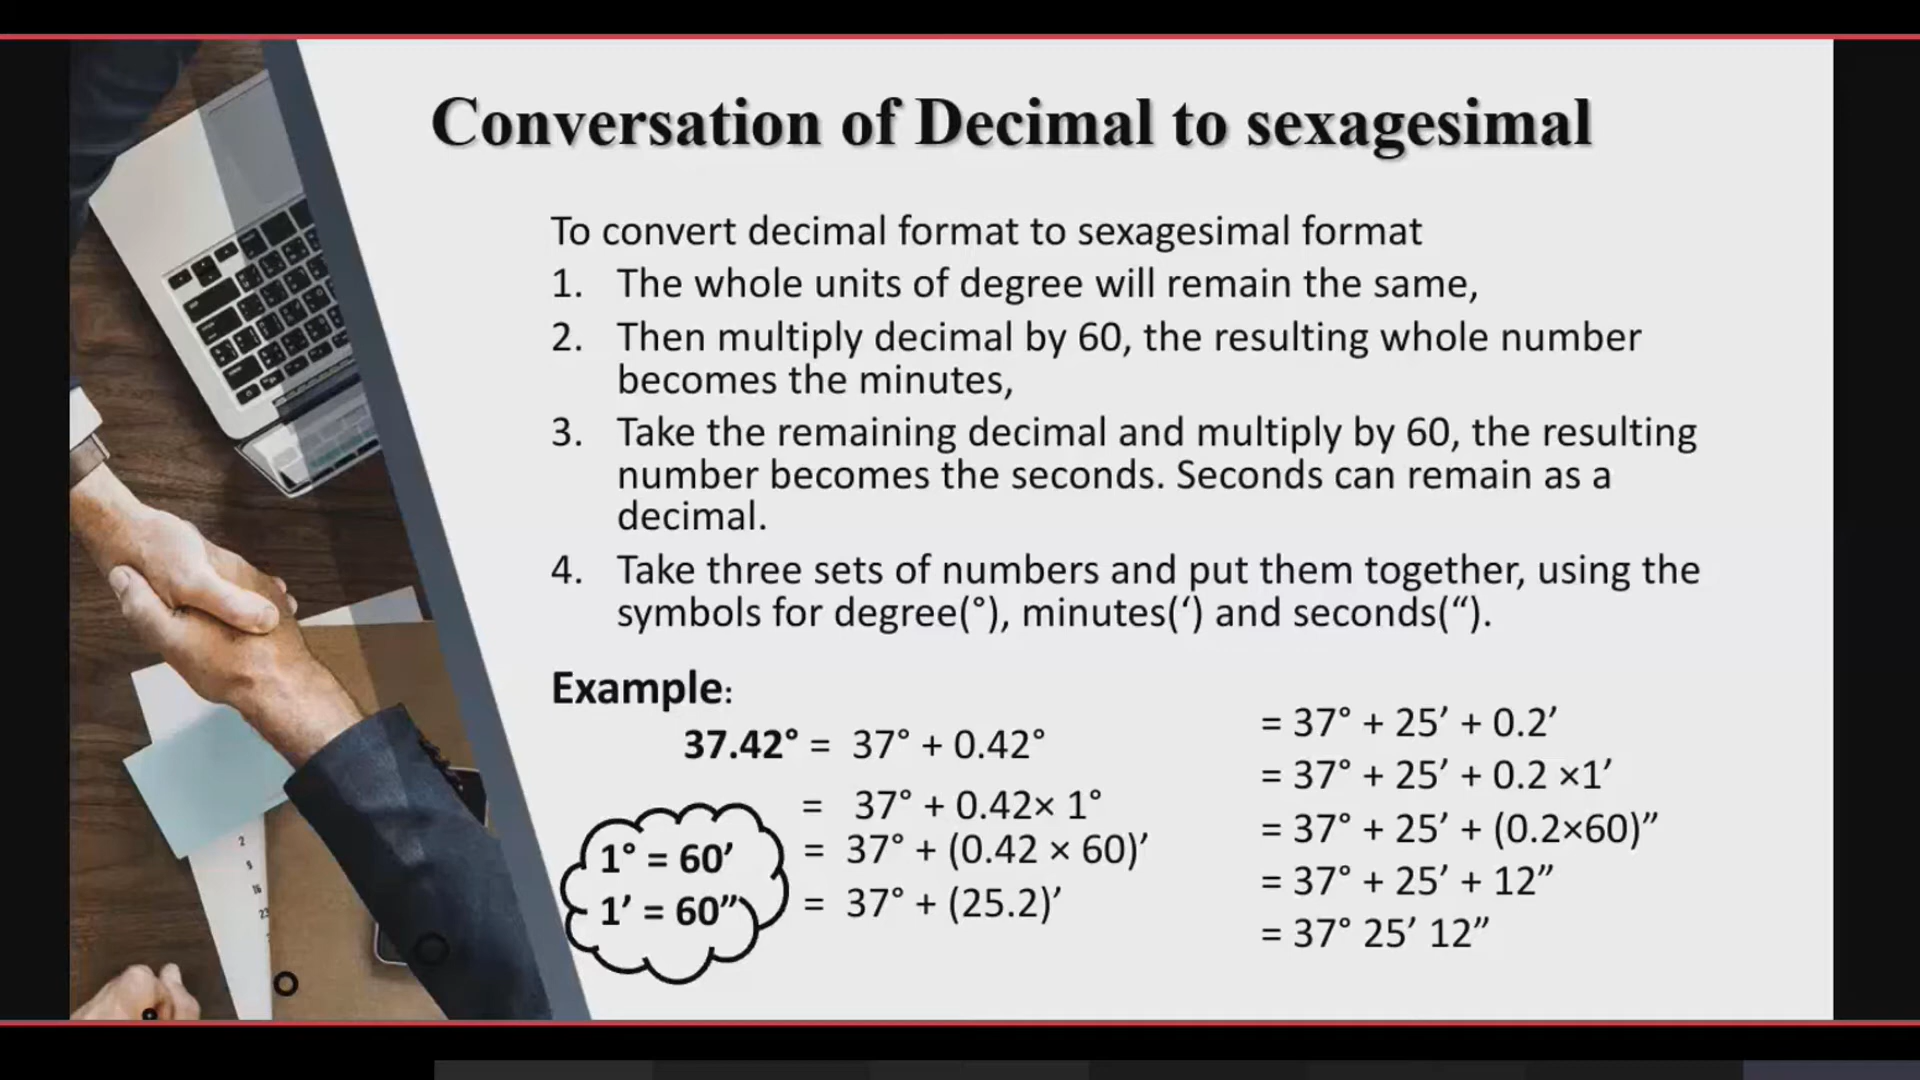 Conversation of Decimal to sexagesimal
To convert decimal format to sexagesimal format
1. The whole units of degree will remain the same,
2. Then multiply decimal by 60, the resulting whole number
becomes the minutes,
3. Take the remaining decimal and multiply by 60, the resulting
number becomes the seconds. Seconds can remain as a
decimal.
4. Take three sets of numbers and put them together, using the
symbols for degree(°), minutes(‘) and seconds(“).
Example:
37.42° = 37° + 0.42°
= 37° + 0.42× 1°
= 37° + (0.42 × 60)’
= 37° + (25.2)’
1° = 60’
1’ = 60”
= 37° + 25’ + 0.2’
= 37° + 25’ + 0.2 ×1’
= 37° + 25’ + (0.2×60)”
= 37° + 25’ + 12”
= 37° 25’ 12”
2
9
16